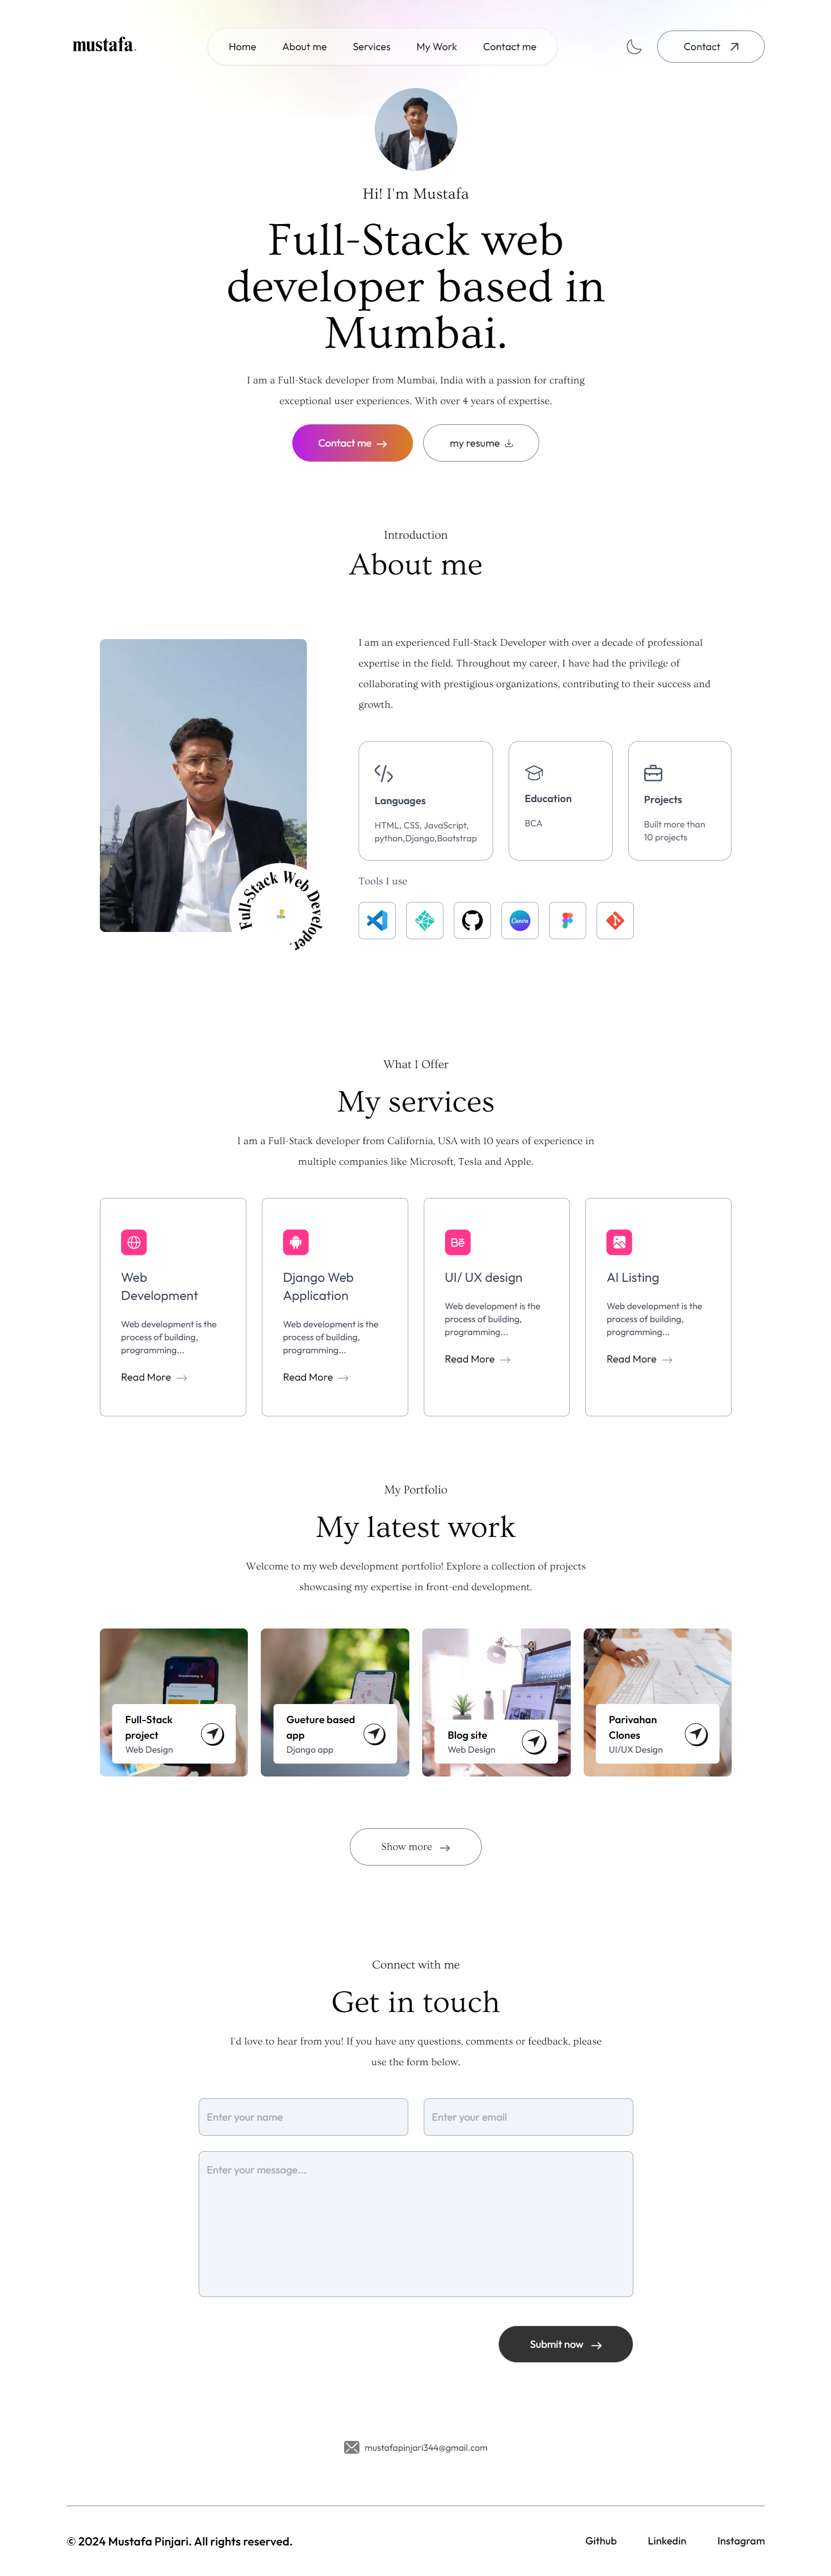 mustafa.
Home About me Services My Work Contact me
Contact
Hi! I'm Mustafa
Full-Stack web
developer based in
Mumbai.
I am a Full-Stack developer from Mumbai, India with a passion for crafting
exceptional user experiences. With over 4 years of expertise.
Contact me
my resume
Introduction
About me
I am an experienced Full-Stack Developer with over a decade of professional
expertise in the field. Throughout my career, I have had the privilege of
collaborating with prestigious organizations, contributing to their success and
growth.
Languages
HTML, CSS, JavaScript,
python,Django,Bootstrap
Education
BCA
Projects
Built more than
10 projects
Full-Stack Web Developer
Tools I use
Canva
What I Offer
My services
I am a Full-Stack developer from California, USA with 10 years of experience in
multiple companies like Microsoft, Tesla and Apple.
Web
Development
Web development is the
process of building,
programming...
Read More
Django Web
Application
Web development is the
process of building,
programming...
Read More
Bē
UI/ UX design
Web development is the
process of building,
programming...
Read More
AI Listing
Web development is the
process of building,
programming...
Read More
My Portfolio
My latest work
Welcome to my web development portfolio! Explore a collection of projects
showcasing my expertise in front-end development.
Full-Stack
project
Web Design
Gueture based
app
Django app
Blog site
Web Design
Parivahan
Clones
UI/UX Design
Show more
Connect with me
Get in touch
I'd love to hear from you! If you have any questions, comments or feedback, please
use the form below.
Enter your name
Enter your email
Enter your message...
Submit now
mustafapinjari344@gmail.com
© 2024 Mustafa Pinjari. All rights reserved.
Github Linkedin Instagram